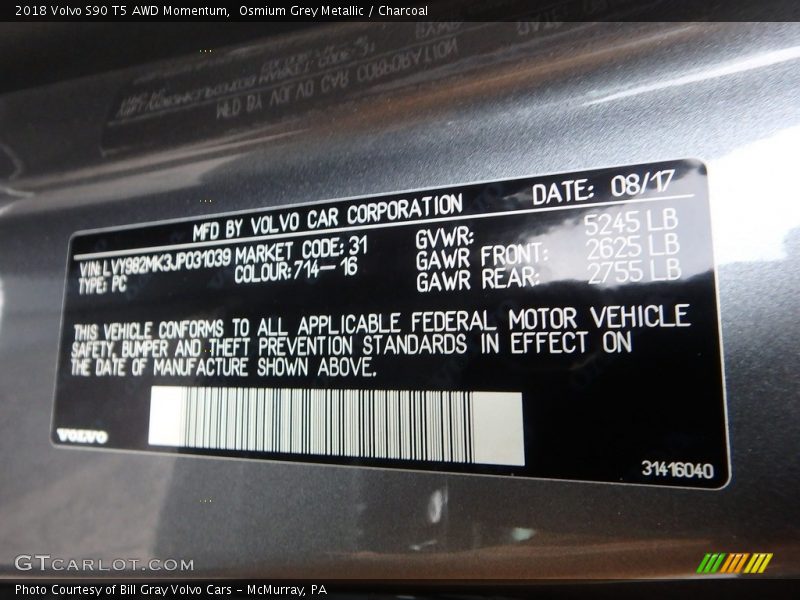 2018 Volvo S90 T5 AWD Momentum,  Osmium Grey Metallic / Charcoal
MFD BY VOLVO CAR CORPORATION DATE: 08/17
VIN: LVY982MK3JP031039 MARKET CODE: 31 GVWR: 5245 LB
TYPE: PC COLOUR: 714-16 GAWR FRONT: 2625 LB
GAWR REAR: 2755 LB
THIS VEHICLE CONFORMS TO ALL APPLICABLE FEDERAL MOTOR VEHICLE
SAFETY, BUMPER AND THEFT PREVENTION STANDARDS IN EFFECT ON
THE DATE OF MANUFACTURE SHOWN ABOVE.
VOLVO
31416040
GTCARLOT.COM
Photo Courtesy of Bill Gray Volvo Cars - McMurray, PA